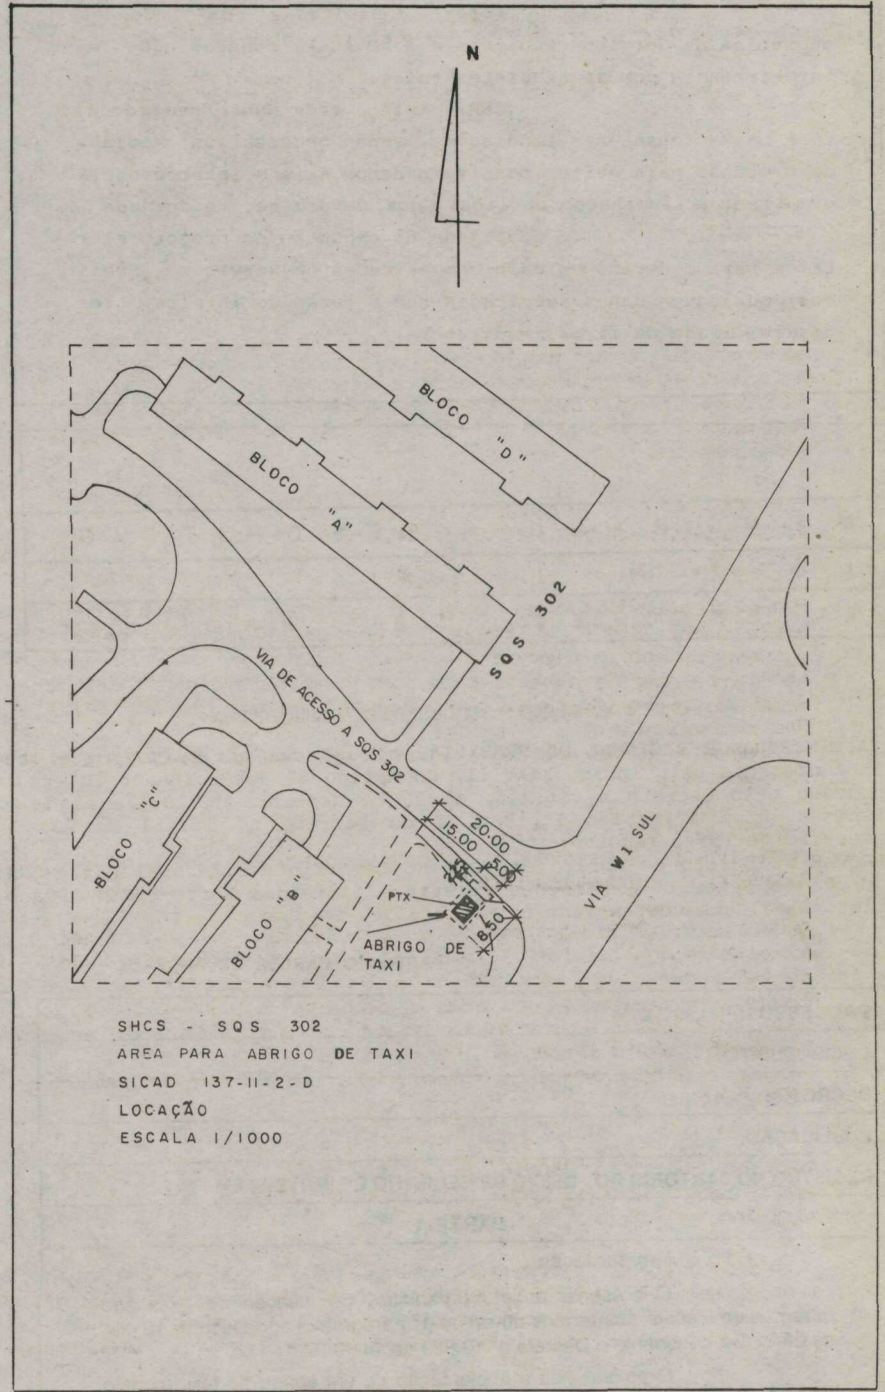 N
BLOCO "D"
BLOCO "A"
SQS 302
VIA DE ACESSO A SQS 302
BLOCO "C"
BLOCO "B"
20.00
15.00
5.00
PTX
8.50
VIA W1 SUL
ABRIGO DE
TAXI
SHCS - SQS 302
AREA PARA ABRIGO DE TAXI
SICAD 137-11-2-D
LOCAÇÃO
ESCALA 1/1000